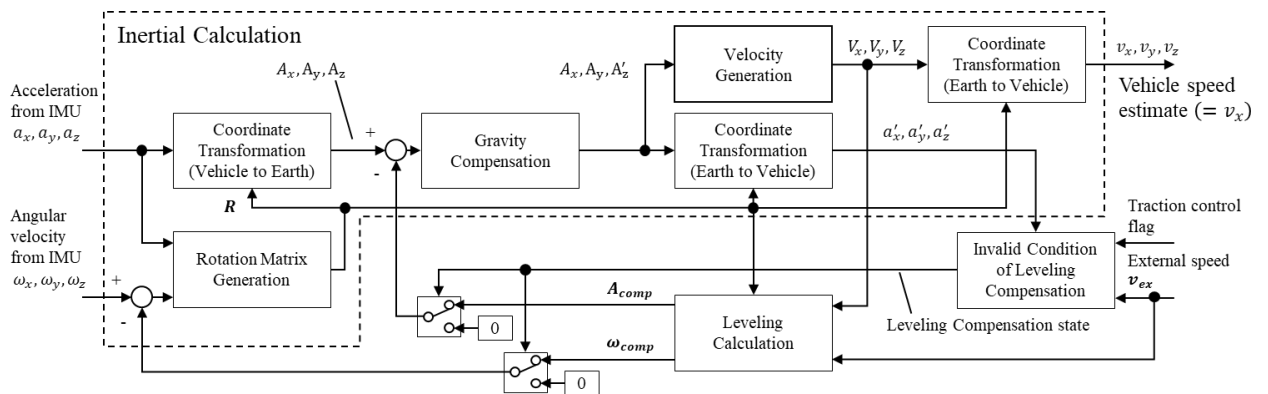 Inertial Calculation
Acceleration
from IMU
a_x, a_y, a_z
A_x, A_y, A_z
Coordinate
Transformation
(Vehicle to Earth)
+
-
Gravity
Compensation
A_x, A_y, A′_z
Velocity
Generation
V_x, V_y, V_z
Coordinate
Transformation
(Earth to Vehicle)
v_x, v_y, v_z
Vehicle speed
estimate (= v_x)
Coordinate
Transformation
(Earth to Vehicle)
a′_x, a′_y, a′_z
R
Angular
velocity
from IMU
ω_x, ω_y, ω_z
+
-
Rotation Matrix
Generation
Traction control
flag
External speed
v_ex
Invalid Condition
of Leveling
Compensation
A_comp
0
Leveling
Calculation
Leveling Compensation state
ω_comp
0